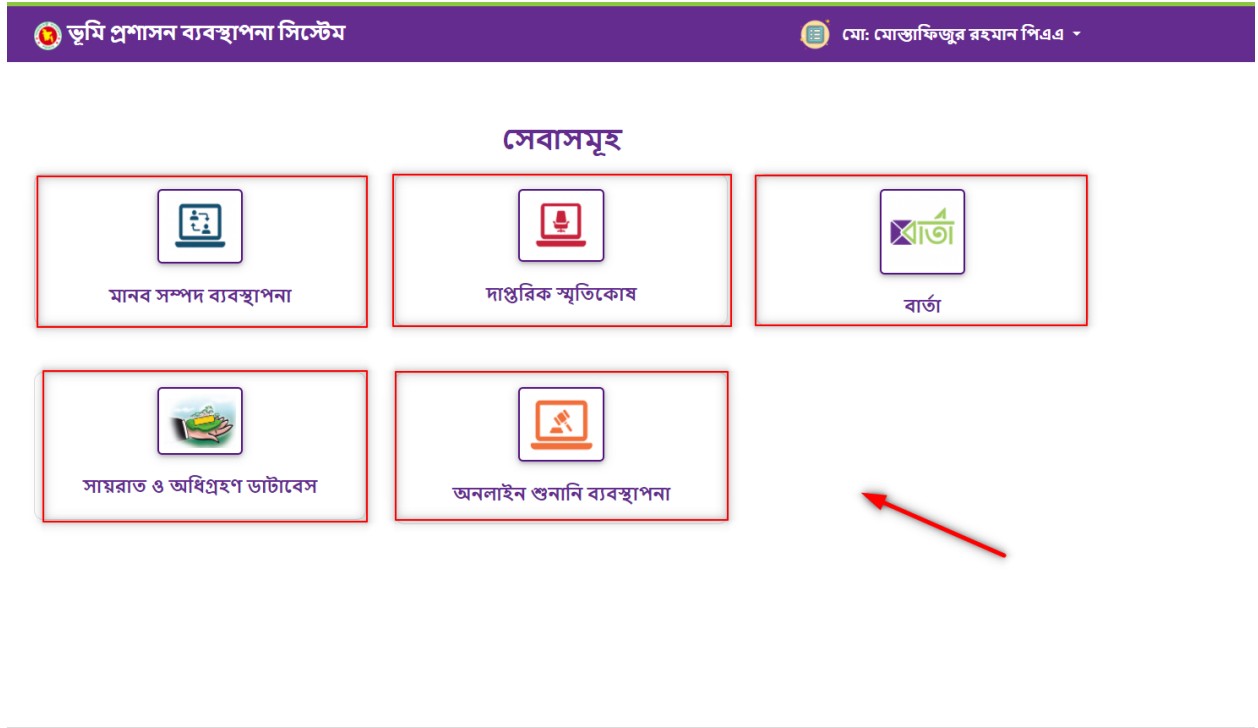 ভূমি প্রশাসন ব্যবস্থাপনা সিস্টেম
মো: মোস্তাফিজুর রহমান পিএএ
সেবাসমূহ
বার্তা
মানব সম্পদ ব্যবস্থাপনা
দাপ্তরিক স্মৃতিকোষ
বার্তা
সায়রাত ও অধিগ্রহণ ডাটাবেস
অনলাইন শুনানি ব্যবস্থাপনা